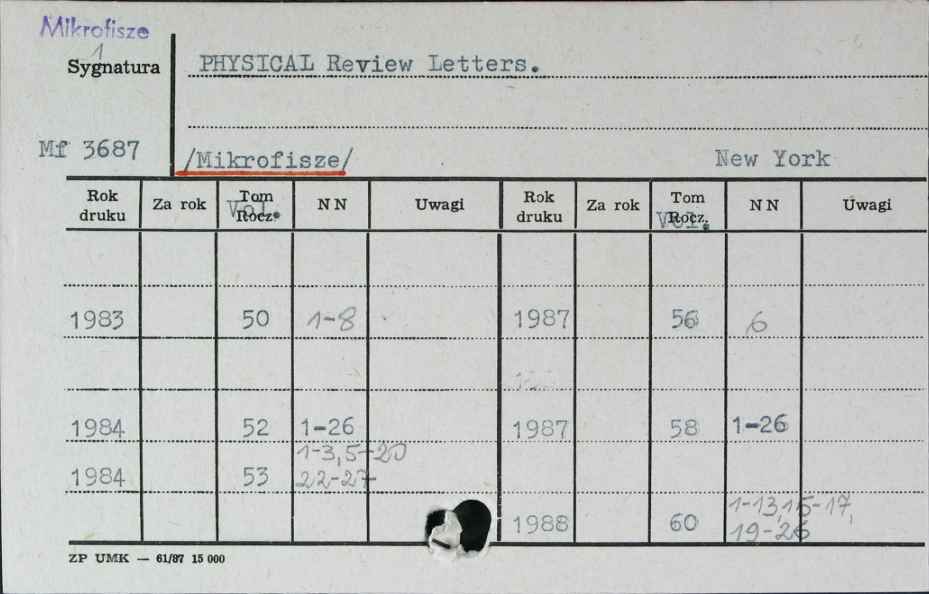 Mikrofisze
1
Sygnatura
PHYSICAL Review Letters.
Mf 3687
/Mikrofisze/ New York
Rok druku Za rok Tom Rocz. Vol. NN Uwagi Rok druku Za rok Tom Rocz. Vol. NN Uwagi
1983 50 1-8 1987 56 6
1984 52 1-26 1987 58 1-26
1-3,5-20
1984 53 22-27
1-13,15-17,
1988 60 19-26
ZP UMK — 61/87 15 000